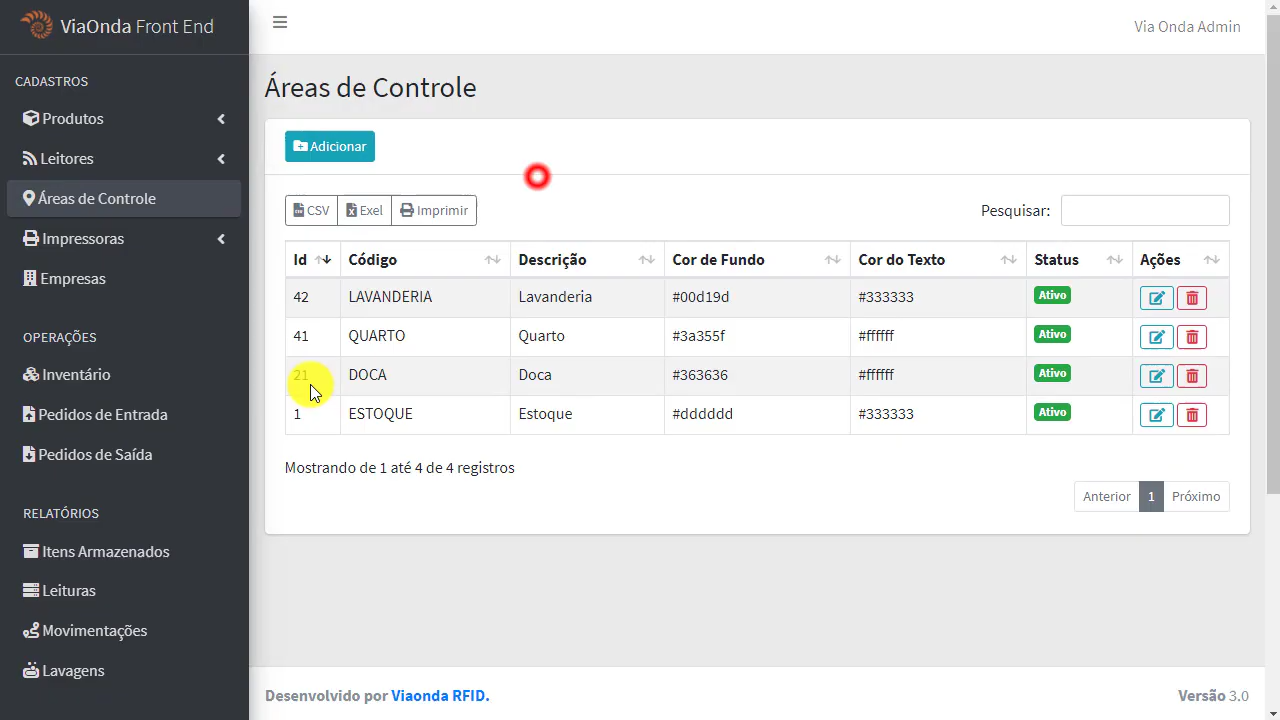 ViaOnda Front End
Via Onda Admin
CADASTROS
Produtos
Leitores
Áreas de Controle
Impressoras
Empresas
OPERAÇÕES
Inventário
Pedidos de Entrada
Pedidos de Saída
RELATÓRIOS
Itens Armazenados
Leituras
Movimentações
Lavagens
Áreas de Controle
Adicionar
CSV Exel Imprimir
Pesquisar:
Id Código Descrição Cor de Fundo Cor do Texto Status Ações
42 LAVANDERIA Lavanderia #00d19d #333333 Ativo
41 QUARTO Quarto #3a355f #ffffff Ativo
21 DOCA Doca #363636 #ffffff Ativo
1 ESTOQUE Estoque #dddddd #333333 Ativo
Mostrando de 1 até 4 de 4 registros
Anterior 1 Próximo
Desenvolvido por Viaonda RFID.
Versão 3.0